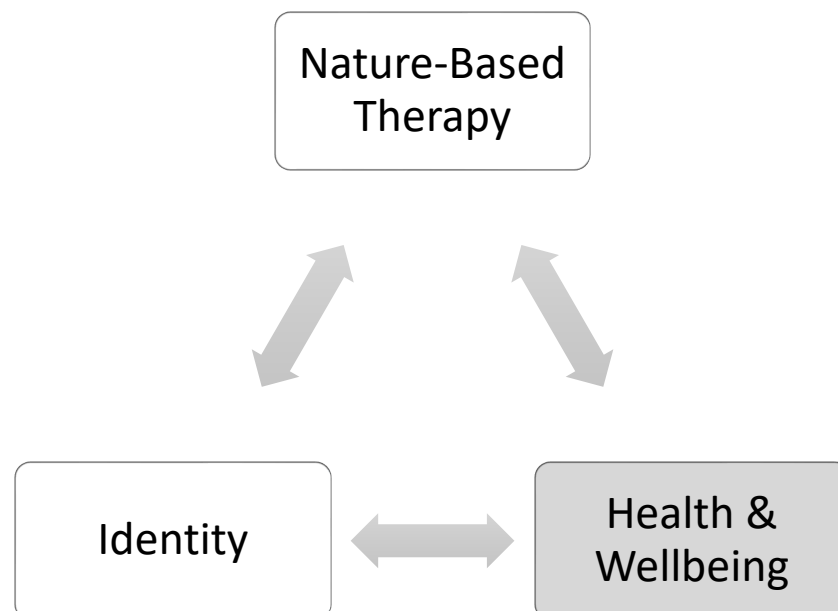 Nature-Based
Therapy
Identity
Health &
Wellbeing